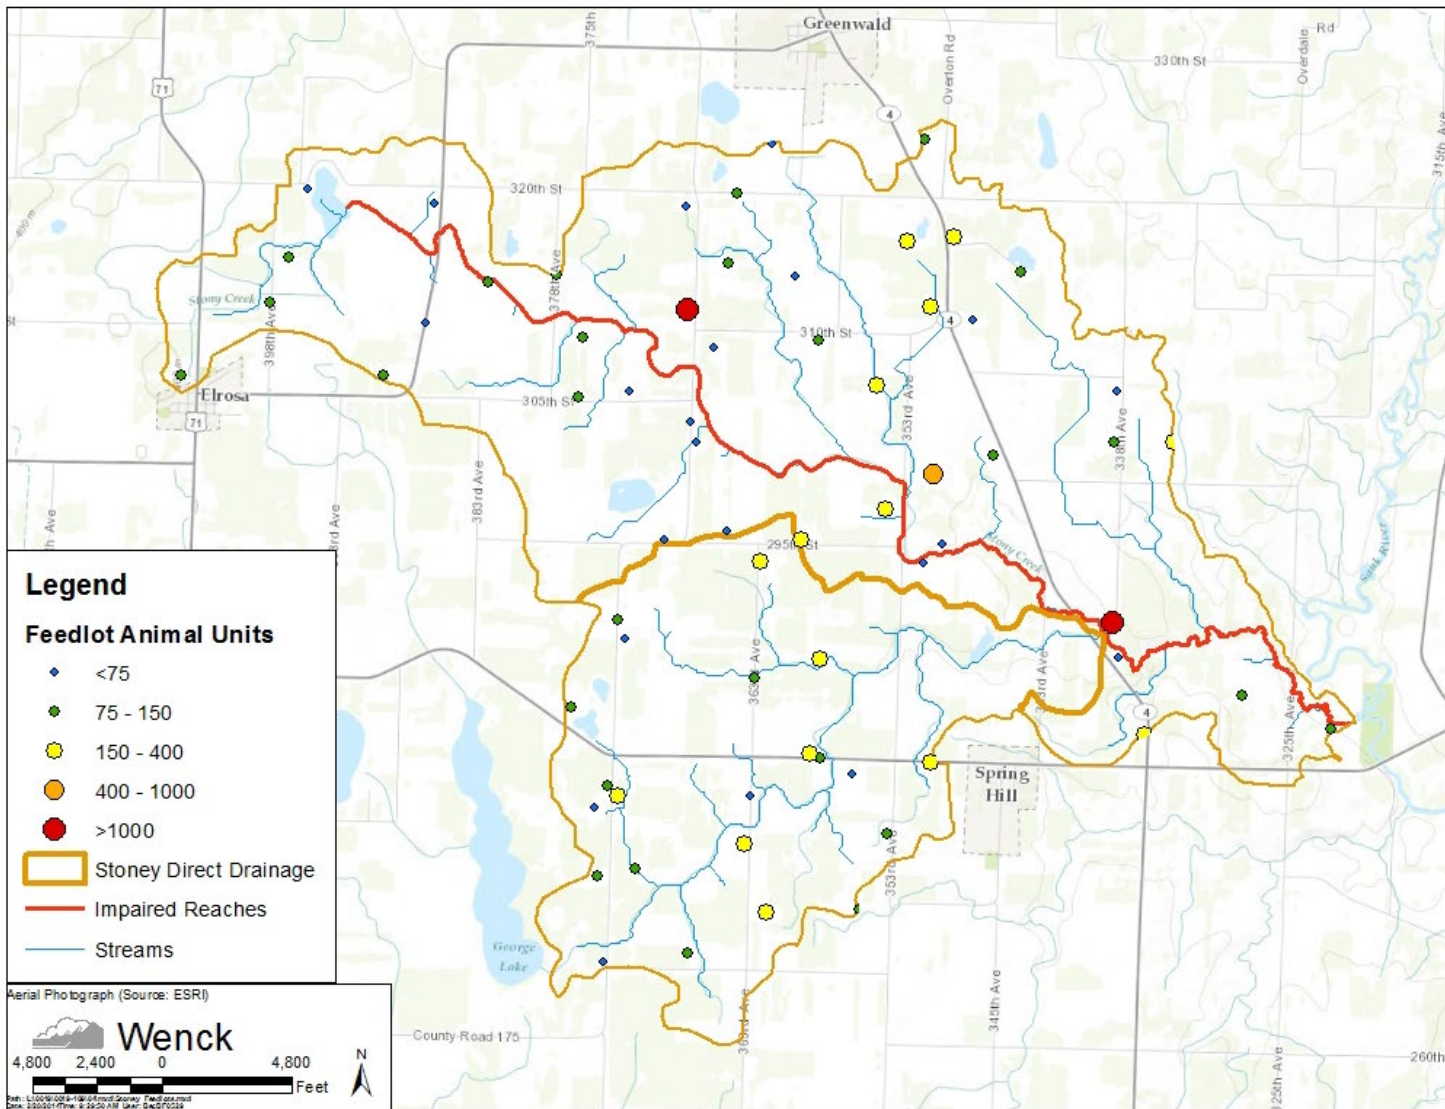 Greenwald
Rd
375th
Overton Rd
Overdale
330th St
71
4
315th Ave
320th St
378th Ave
Stony Creek
398th Ave
310th St
4
St
Elrosa
305th St
353rd Ave
71
338th Ave
383rd Ave
295th St
Stony Creek
Sauk River
363rd Ave
4
325th Ave
Spring
Hill
353rd Ave
George
Lake
345th Ave
363rd Ave
County Road 175
260th
325th Ave
Legend
Feedlot Animal Units
<75
75 - 150
150 - 400
400 - 1000
>1000
Stoney Direct Drainage
Impaired Reaches
Streams
Aerial Photograph (Source: ESRI)
Wenck
4,800 2,400 0 4,800
Feet
N